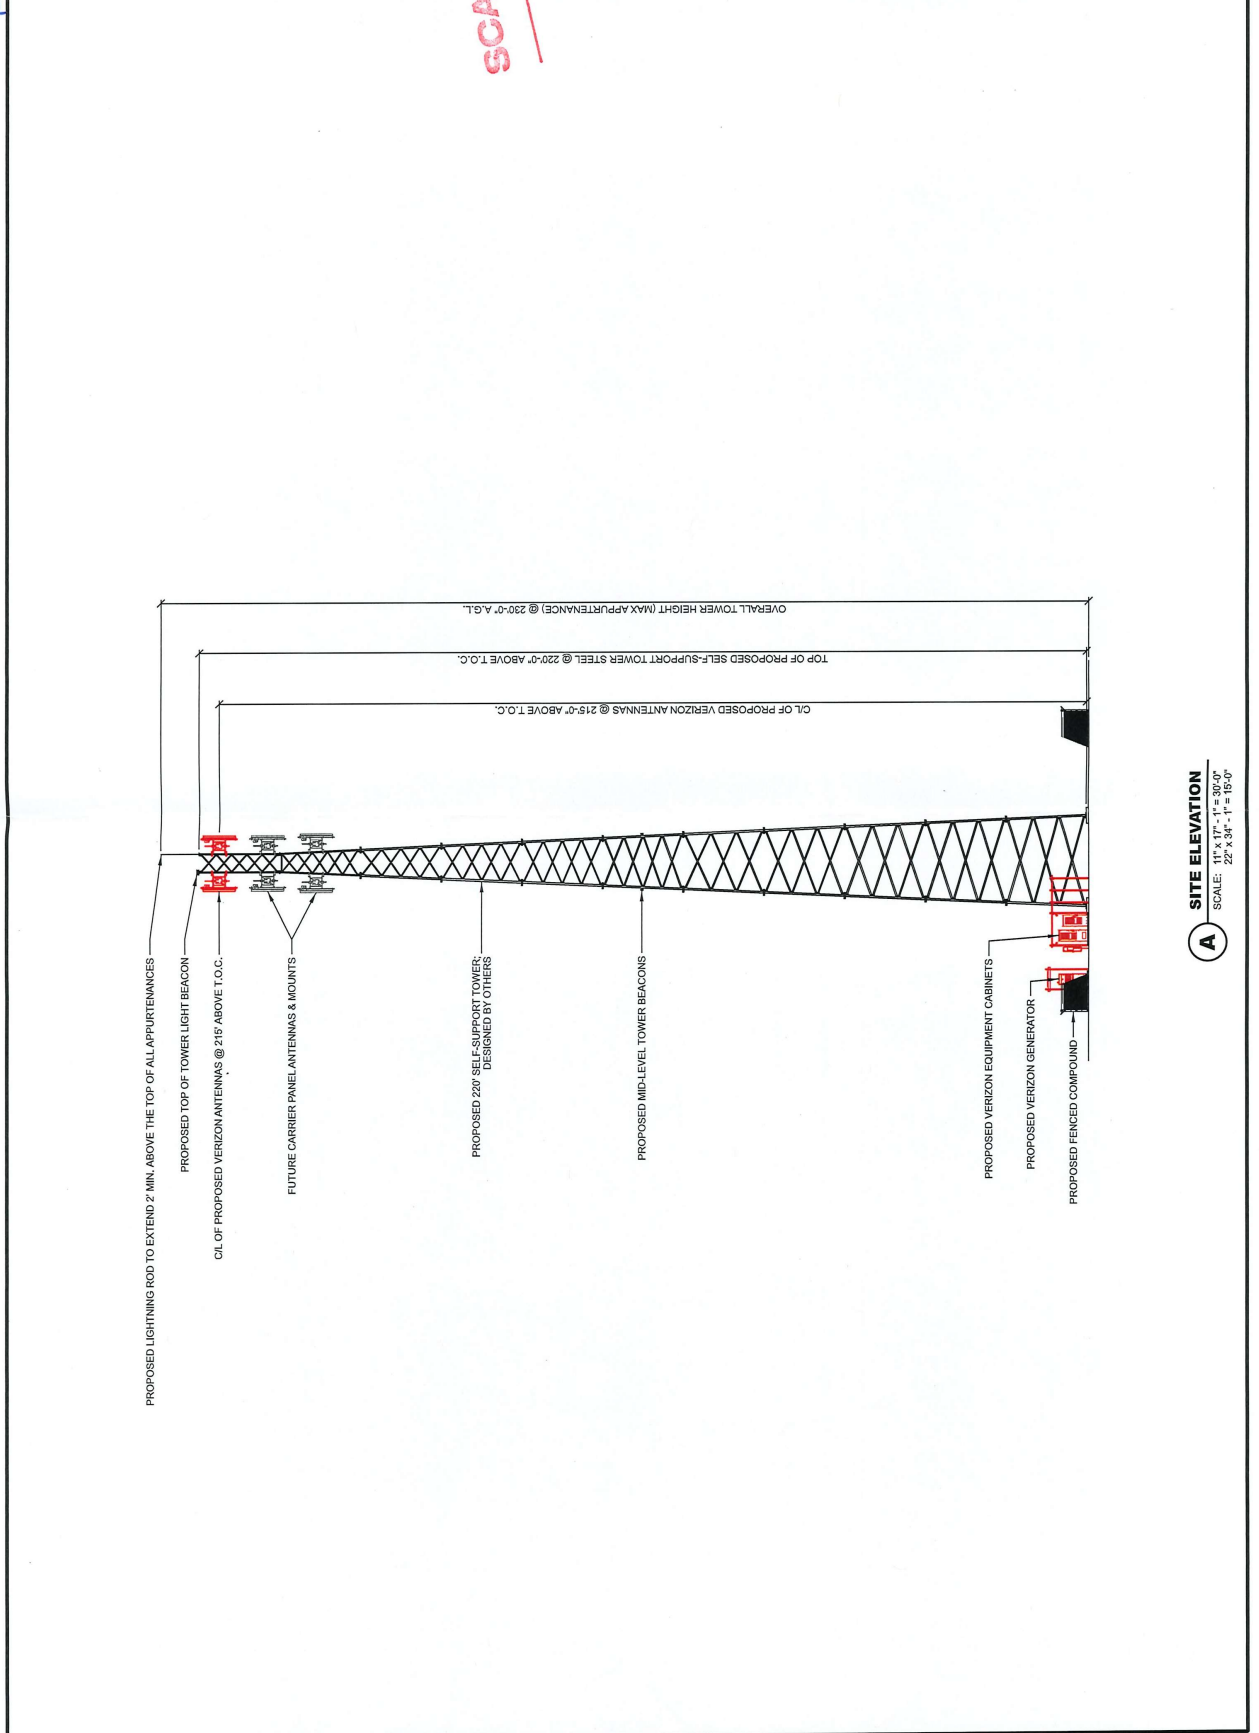 SCA
PROPOSED LIGHTNING ROD TO EXTEND 2' MIN. ABOVE THE TOP OF ALL APPURTENANCES
PROPOSED TOP OF TOWER LIGHT BEACON
C/L OF PROPOSED VERIZON ANTENNAS @ 215' ABOVE T.O.C.
FUTURE CARRIER PANEL ANTENNAS & MOUNTS
PROPOSED 220' SELF-SUPPORT TOWER;
DESIGNED BY OTHERS
PROPOSED MID-LEVEL TOWER BEACONS
PROPOSED VERIZON EQUIPMENT CABINETS
PROPOSED VERIZON GENERATOR
PROPOSED FENCED COMPOUND
OVERALL TOWER HEIGHT (MAX APPURTENANCE) @ 230'-0" A.G.L.
TOP OF PROPOSED SELF-SUPPORT TOWER STEEL @ 220'-0" ABOVE T.O.C.
C/L OF PROPOSED VERIZON ANTENNAS @ 215'-0" ABOVE T.O.C.
A SITE ELEVATION
SCALE: 11" x 17" - 1" = 30'-0"
22" x 34" - 1" = 15'-0"